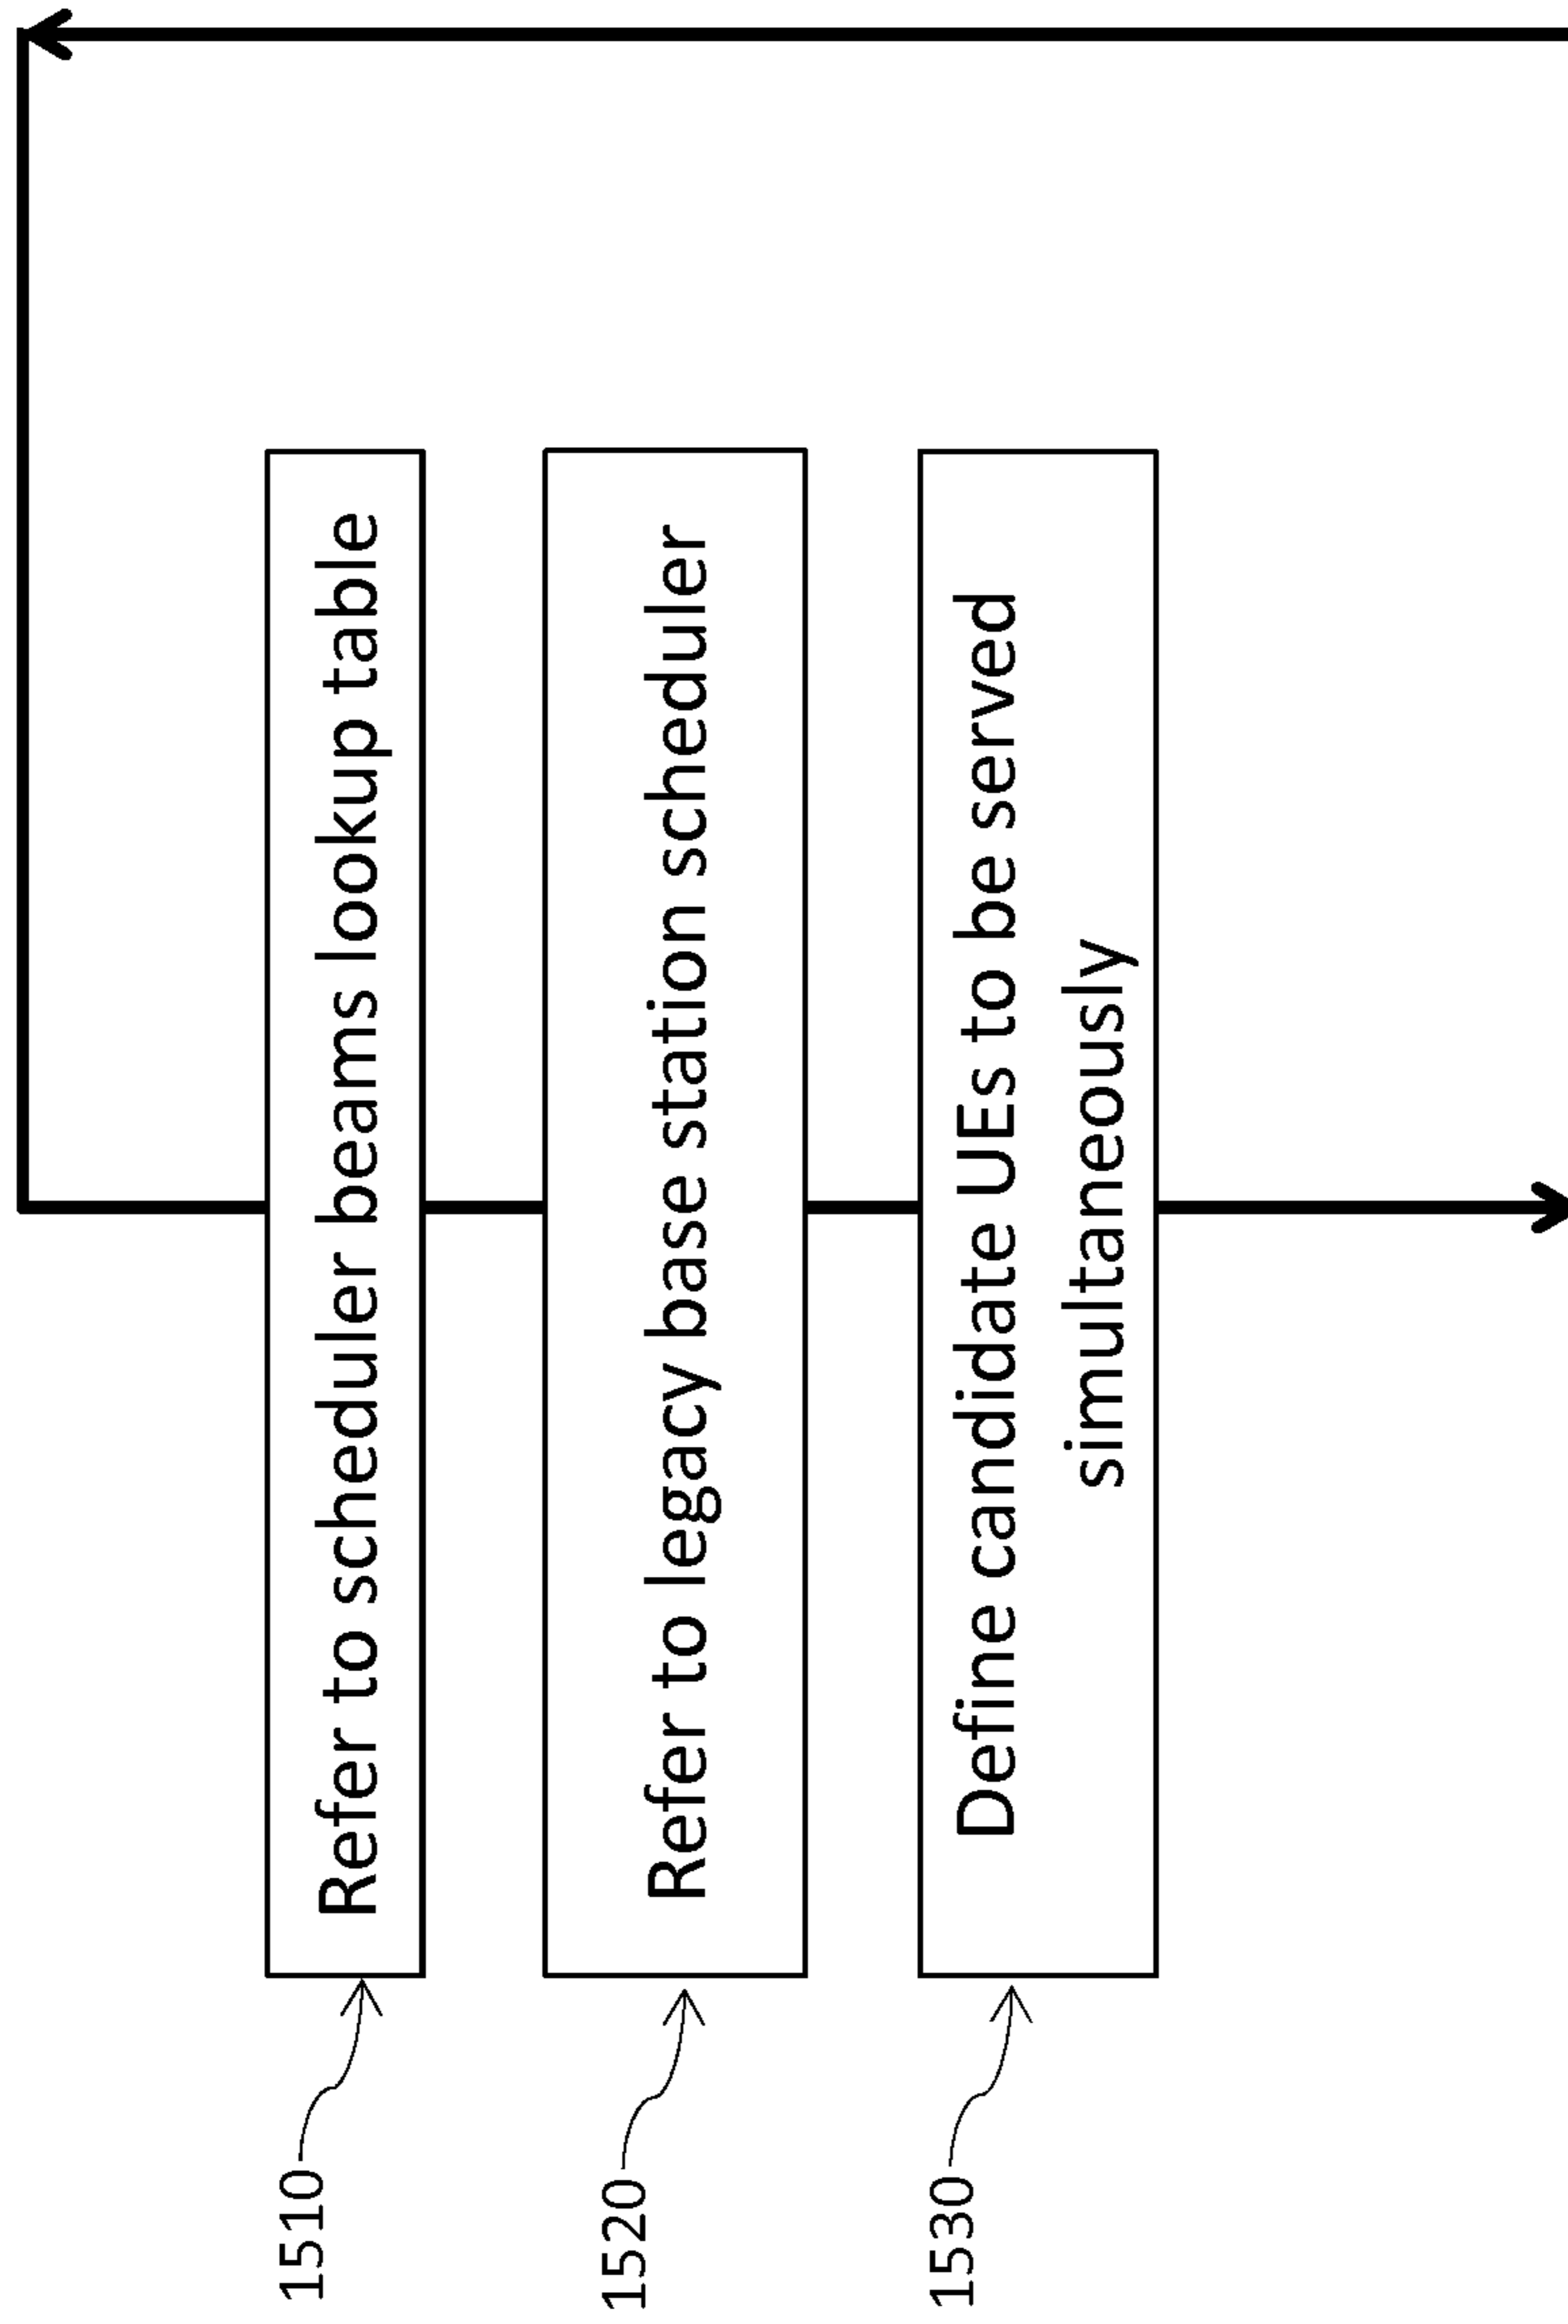 1510
Refer to scheduler beams lookup table
1520
Refer to legacy base station scheduler
1530
Define candidate UEs to be served
simultaneously